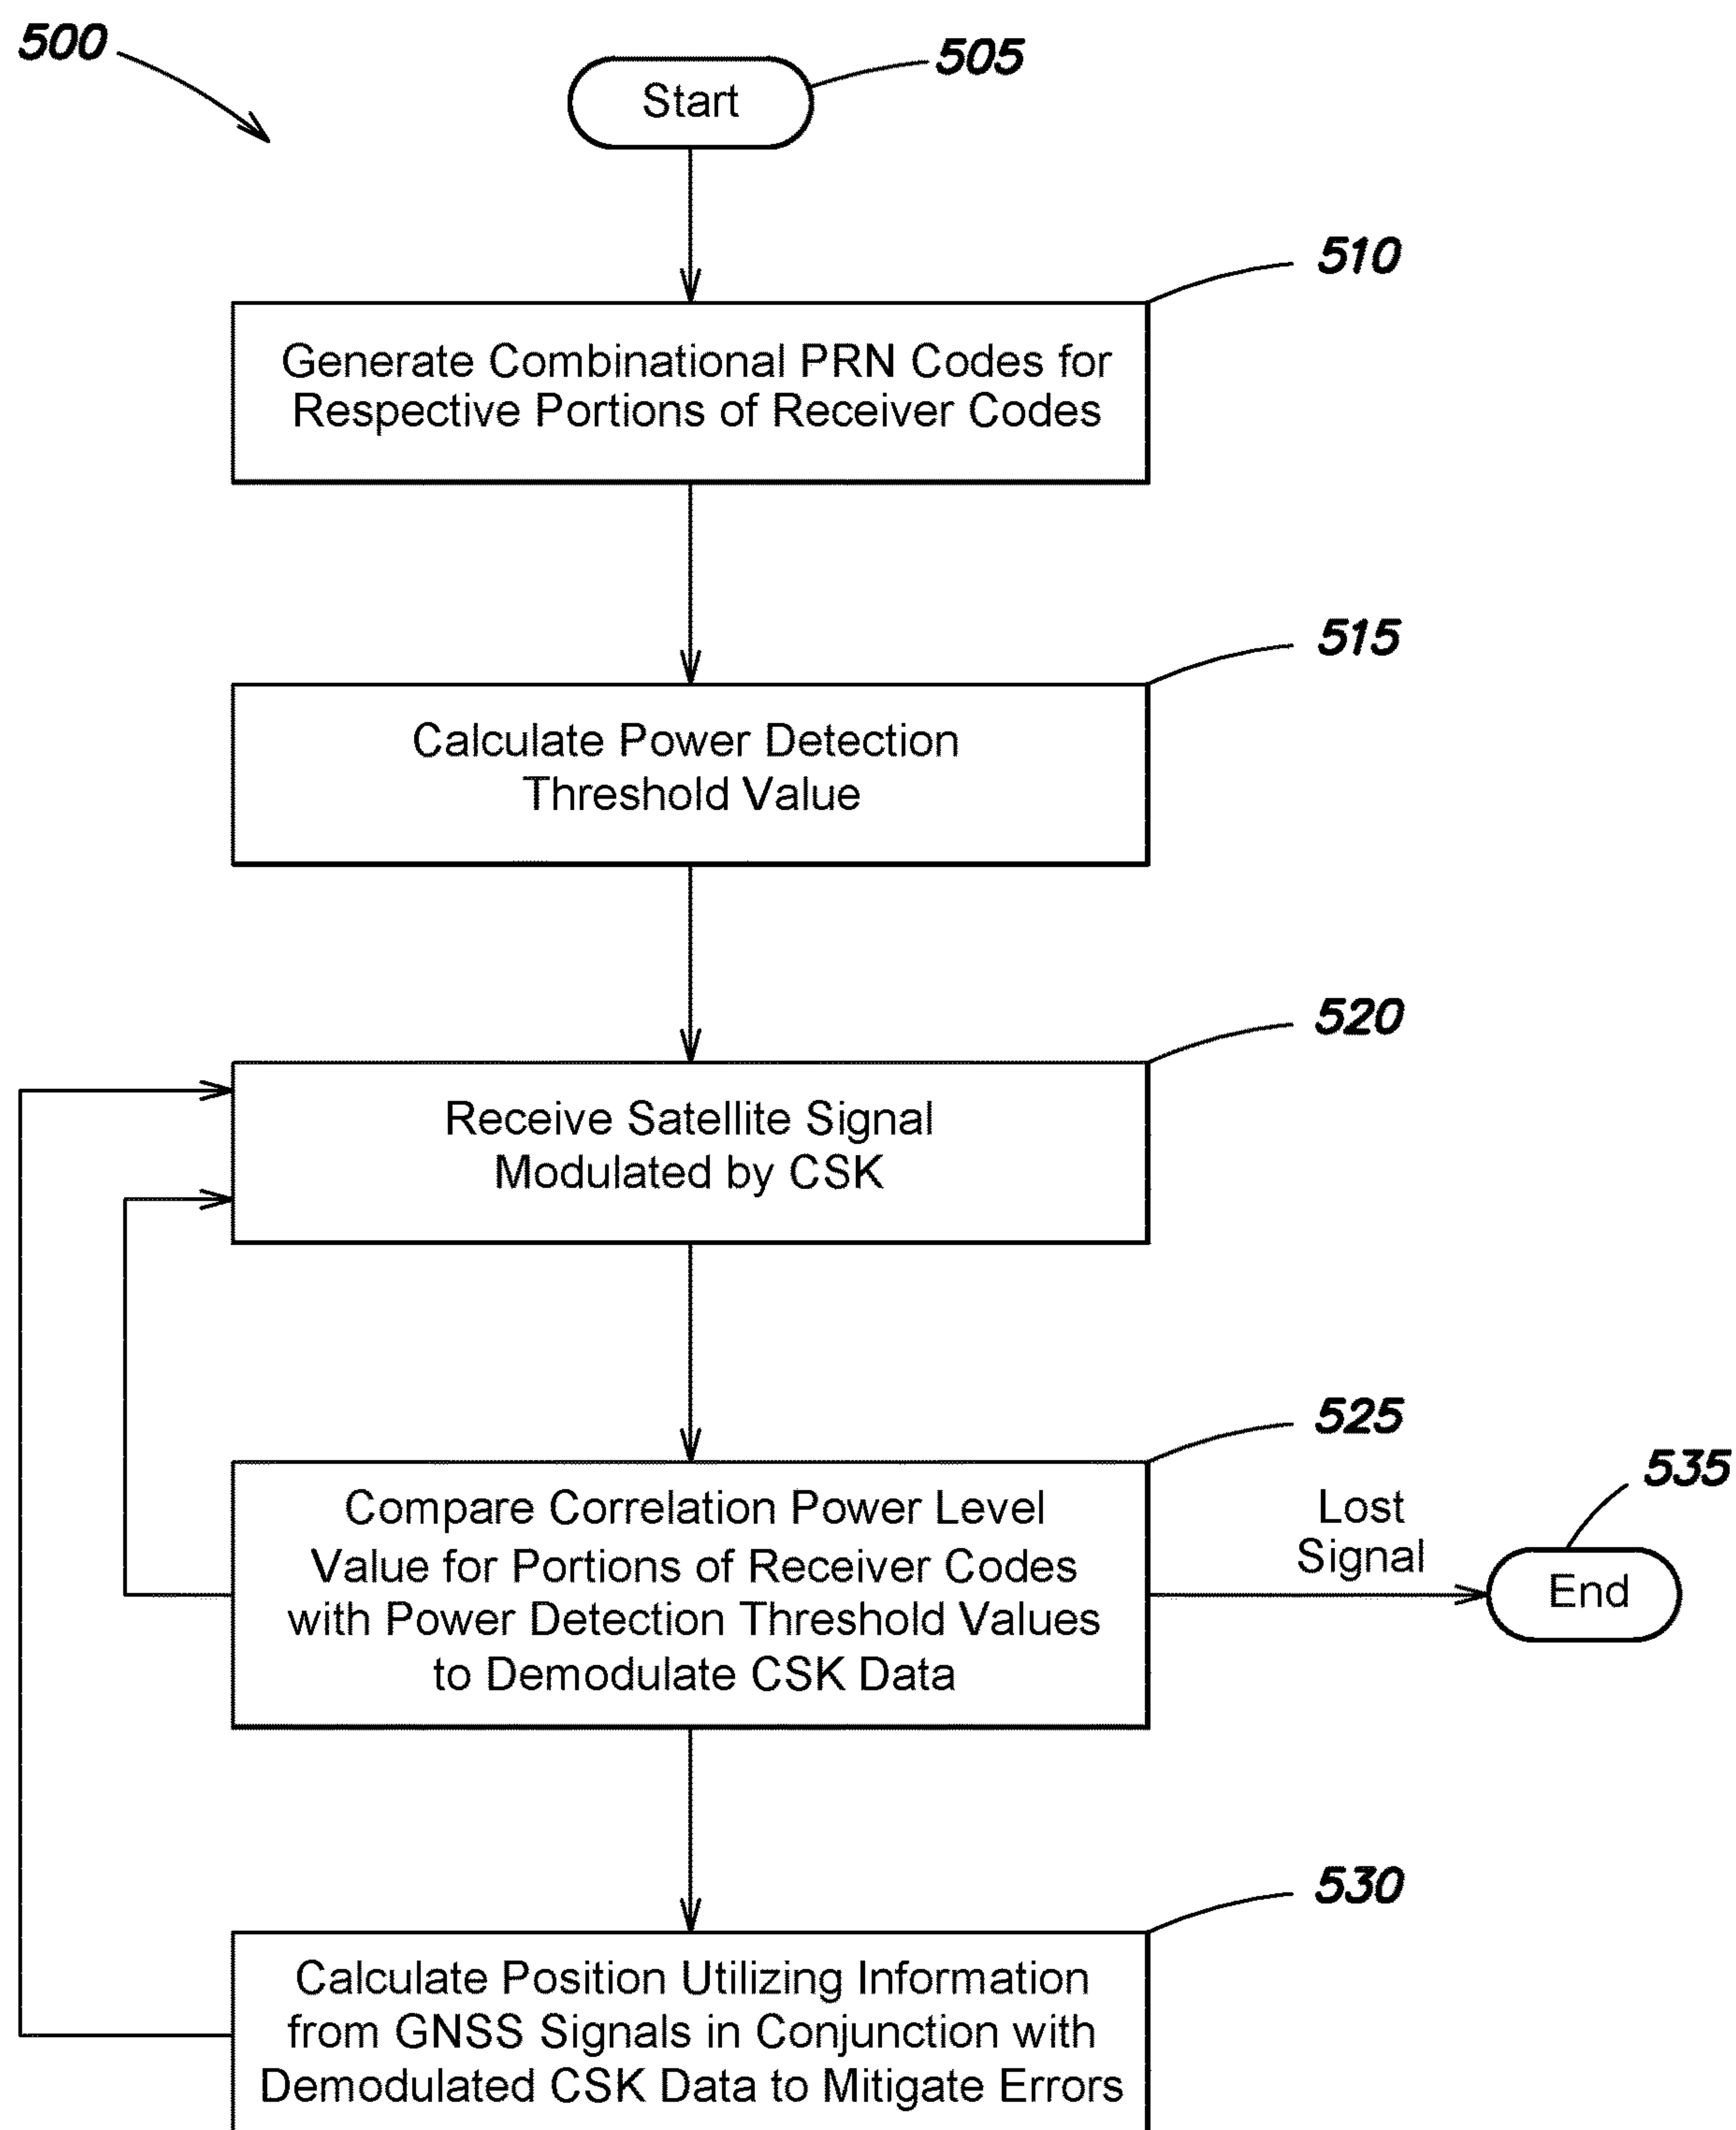 500
Start
505
510
Generate Combinational PRN Codes for
Respective Portions of Receiver Codes
515
Calculate Power Detection
Threshold Value
520
Receive Satellite Signal
Modulated by CSK
525
Compare Correlation Power Level
Value for Portions of Receiver Codes
with Power Detection Threshold Values
to Demodulate CSK Data
Lost
Signal
535
End
530
Calculate Position Utilizing Information
from GNSS Signals in Conjunction with
Demodulated CSK Data to Mitigate Errors